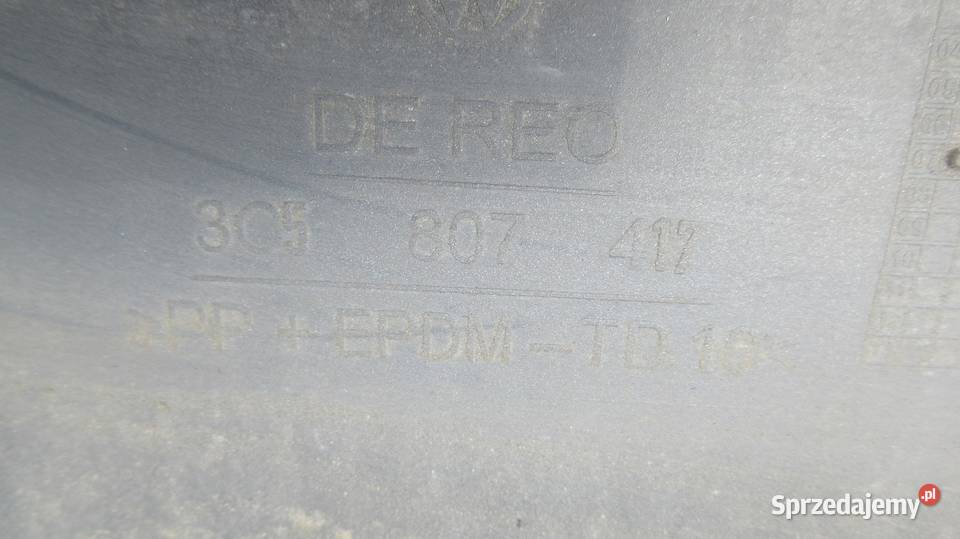 DE REO
3C5 807 417
>PP + EPDM - TD 10<
Sprzedajemy.pl